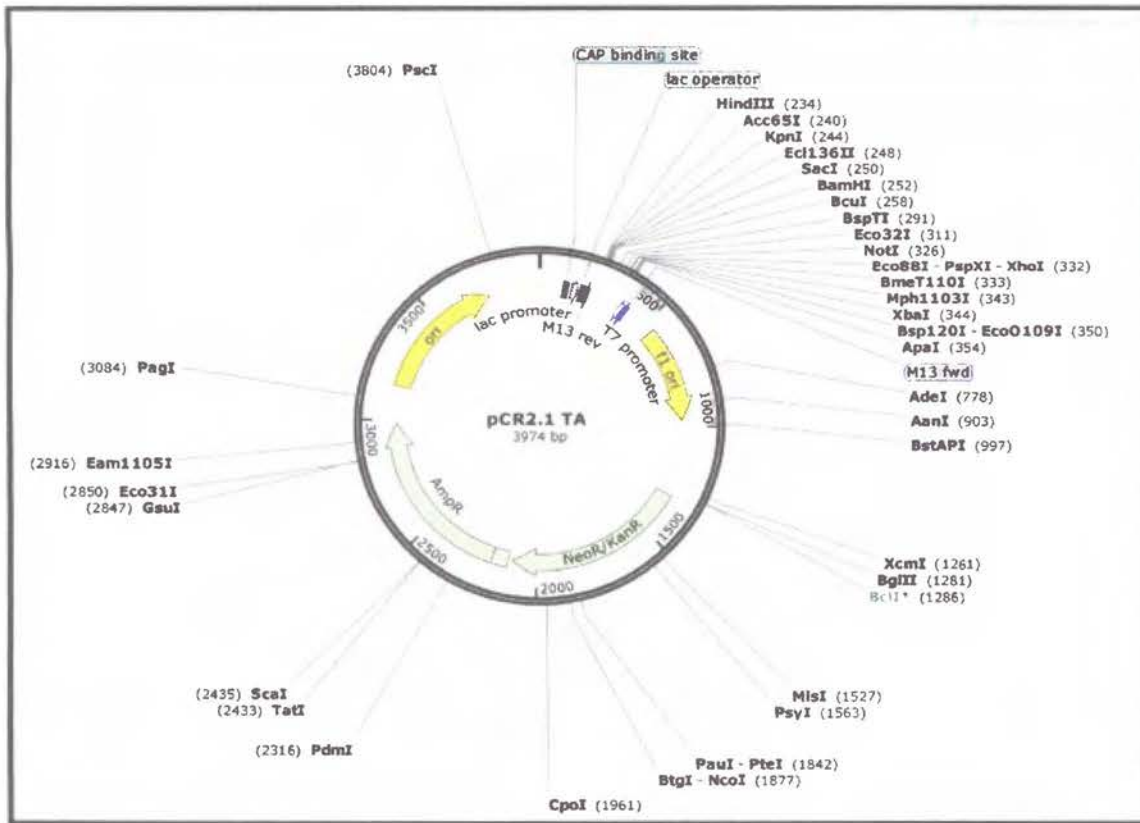 CAP binding site
lac operator
(3804) PscI
HindIII (234)
Acc65I (240)
KpnI (244)
Ecl136II (248)
SacI (250)
BamHI (252)
BcuI (258)
BspTI (291)
Eco32I (311)
NotI (326)
Eco88I - PspXI - XhoI (332)
BmeT110I (333)
Mph1103I (343)
XbaI (344)
Bsp120I - EcoO109I (350)
ApaI (354)
M13 fwd
AdeI (778)
AanI (903)
BstAPI (997)
lac promoter
M13 rev
T7 promoter
f1 ori
ori
500
1000
1500
2000
2500
3000
3500
pCR2.1 TA
3974 bp
AmpR
NeoR/KanR
(3084) PagI
(2916) Eam1105I
(2850) Eco31I
(2847) GsuI
XcmI (1261)
BglII (1281)
BclI* (1286)
(2435) ScaI
(2433) TatI
(2316) PdmI
MlsI (1527)
PsyI (1563)
PauI - PteI (1842)
BtgI - NcoI (1877)
CpoI (1961)